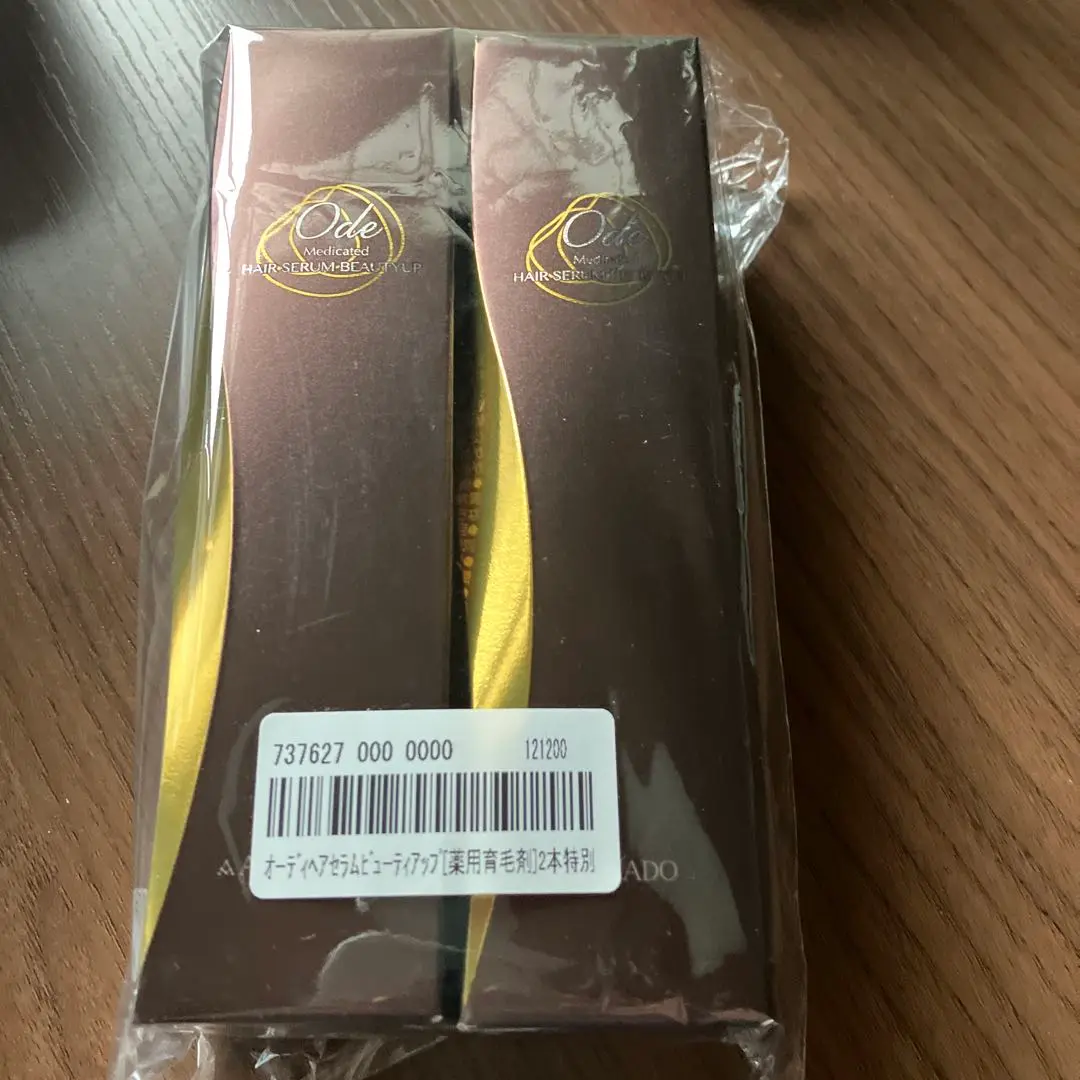 Ode
Medicated
HAIR•SERUM•BEAUTYUP
Ode
HAIR•SERUM
737627 000 0000 121200
オーディヘアセラムビューティアップ[薬用育毛剤]2本特別
ADO